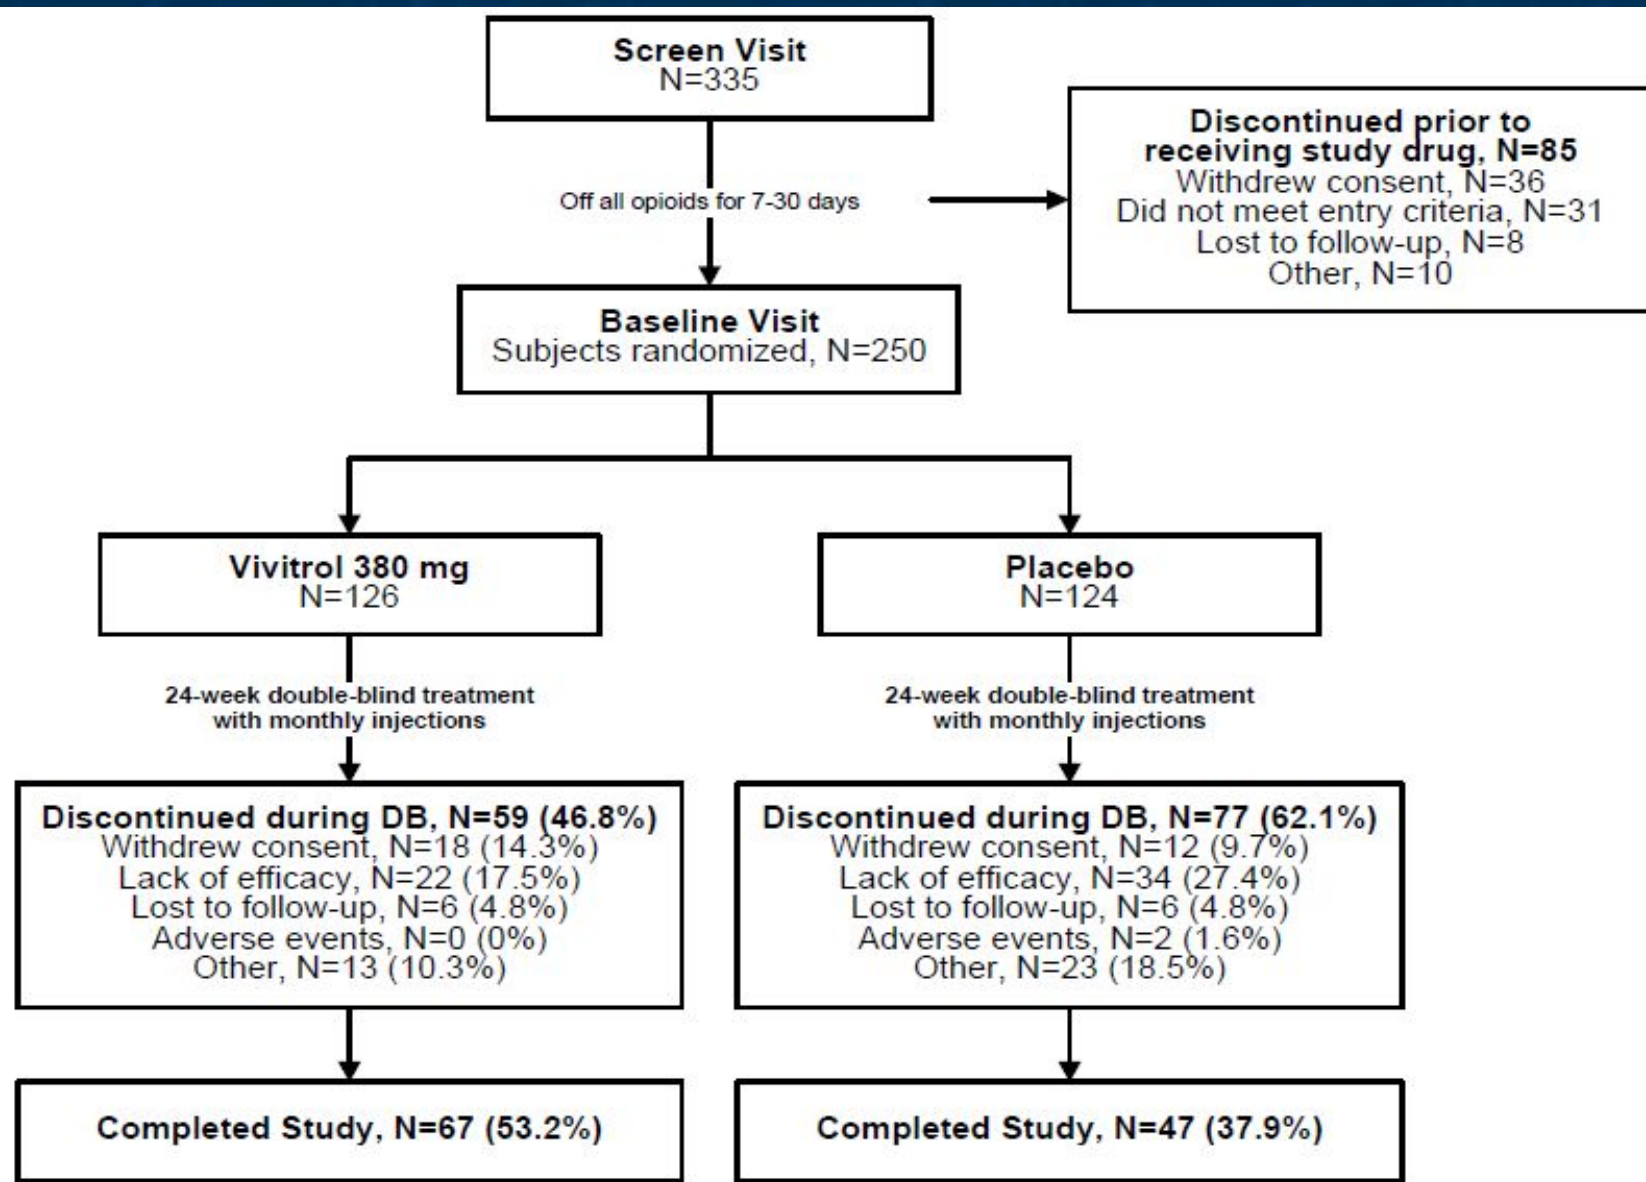 Screen Visit
N=335
Discontinued prior to
receiving study drug, N=85
Withdrew consent, N=36
Did not meet entry criteria, N=31
Lost to follow-up, N=8
Other, N=10
Off all opioids for 7-30 days
Baseline Visit
Subjects randomized, N=250
Vivitrol 380 mg
N=126
Placebo
N=124
24-week double-blind treatment
with monthly injections
24-week double-blind treatment
with monthly injections
Discontinued during DB, N=59 (46.8%)
Withdrew consent, N=18 (14.3%)
Lack of efficacy, N=22 (17.5%)
Lost to follow-up, N=6 (4.8%)
Adverse events, N=0 (0%)
Other, N=13 (10.3%)
Discontinued during DB, N=77 (62.1%)
Withdrew consent, N=12 (9.7%)
Lack of efficacy, N=34 (27.4%)
Lost to follow-up, N=6 (4.8%)
Adverse events, N=2 (1.6%)
Other, N=23 (18.5%)
Completed Study, N=67 (53.2%)
Completed Study, N=47 (37.9%)